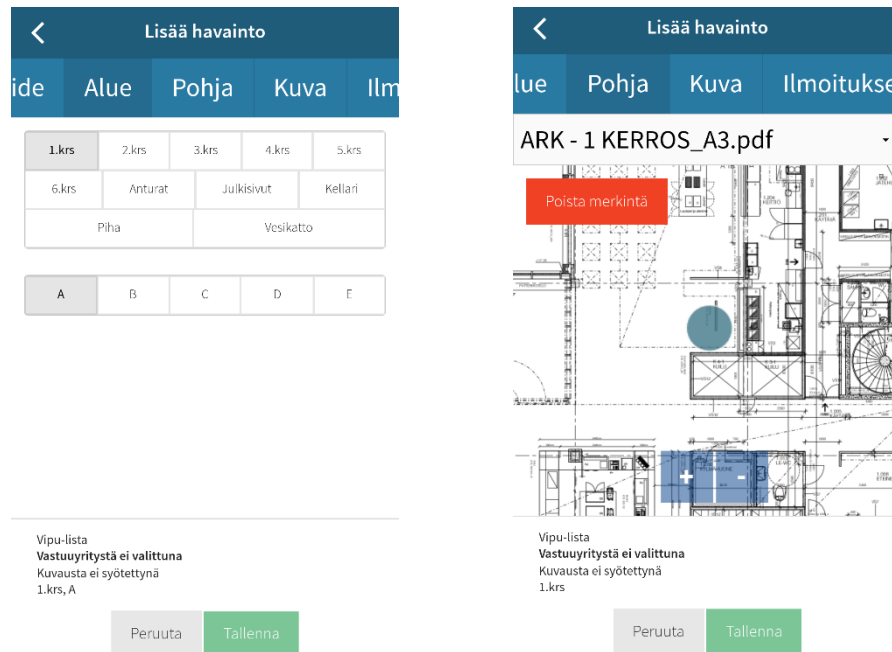 Lisää havainto
ide Alue Pohja Kuva Ilm
1.krs 2.krs 3.krs 4.krs 5.krs
6.krs Anturat Julkisivut Kellari
Piha Vesikatto
A B C D E
Vipu-lista
Vastuuyritystä ei valittuna
Kuvausta ei syötettynä
1.krs, A
Peruuta Tallenna
Lisää havainto
lue Pohja Kuva Ilmoitukse
ARK - 1 KERROS_A3.pdf
Poista merkintä
+ -
Vipu-lista
Vastuuyritystä ei valittuna
Kuvausta ei syötettynä
1.krs
Peruuta Tallenna